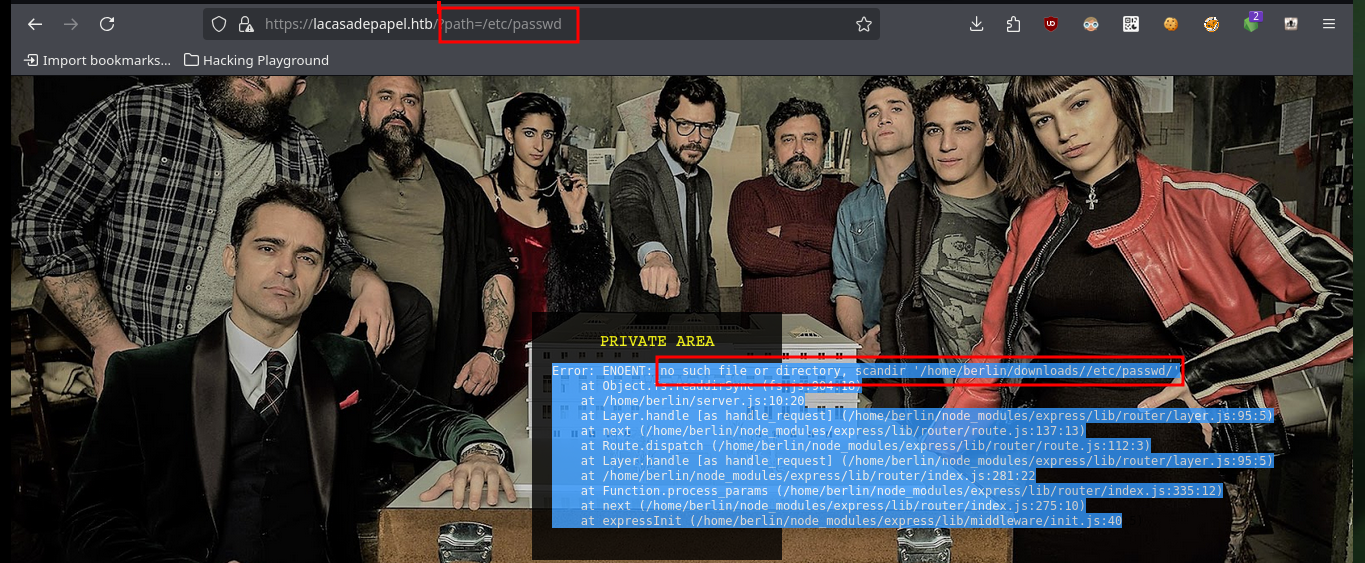 https://lacasadepapel.htb/?path=/etc/passwd
2
Import bookmarks...
Hacking Playground
PRIVATE AREA
Error: ENOENT: no such file or directory, scandir '/home/berlin/downloads//etc/passwd/'
at Object.
at /home/berlin/server.js:10:20
at Layer.handle [as handle_request] (/home/berlin/node_modules/express/lib/router/layer.js:95:5)
at next (/home/berlin/node_modules/express/lib/router/route.js:137:13)
at Route.dispatch (/home/berlin/node_modules/express/lib/router/route.js:112:3)
at Layer.handle [as handle_request] (/home/berlin/node_modules/express/lib/router/layer.js:95:5)
at /home/berlin/node_modules/express/lib/router/index.js:281:22
at Function.process_params (/home/berlin/node_modules/express/lib/router/index.js:335:12)
at next (/home/berlin/node_modules/express/lib/router/index.js:275:10)
at expressInit (/home/berlin/node_modules/express/lib/middleware/init.js:40